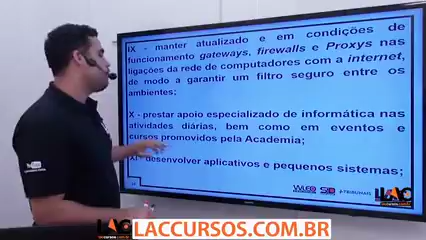 IX - manter atualizado e em condições de
funcionamento gateways, firewalls e Proxys nas
ligações da rede de computadores com a internet,
de modo a garantir um filtro seguro entre os
ambientes;
X - prestar apoio especializado de informática nas
atividades diárias, bem como em eventos e
cursos promovidos pela Academia;
XI - desenvolver aplicativos e pequenos sistemas;
LACCURSOS.COM.BR